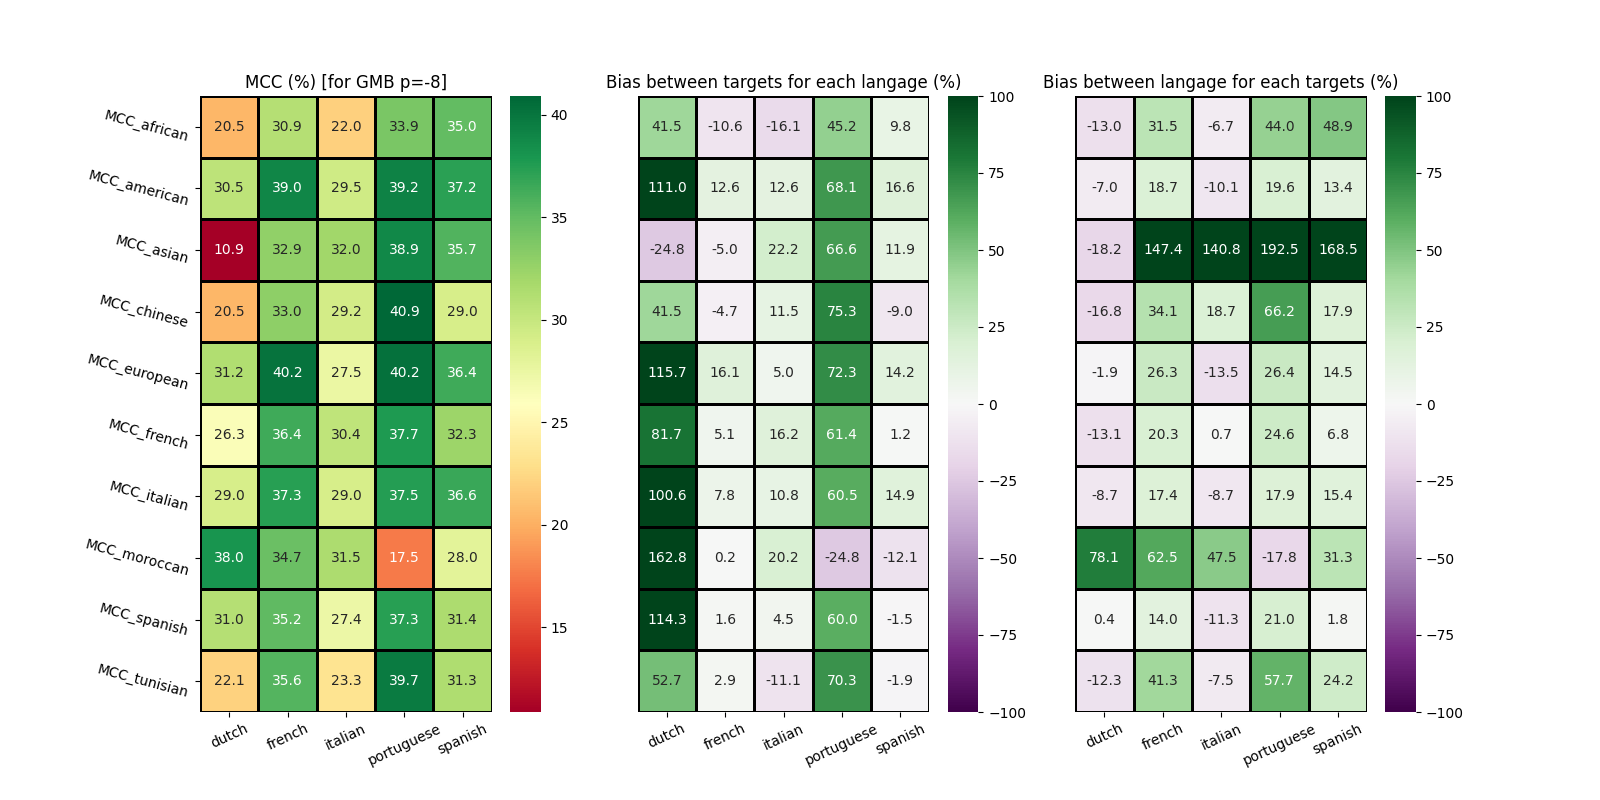 MCC (%) [for GMB p=-8]
Bias between targets for each langage (%)
Bias between langage for each targets (%)
MCC_african 20.5 30.9 22.0 33.9 35.0 41.5 -10.6 -16.1 45.2 9.8 -13.0 31.5 -6.7 44.0 48.9
MCC_american 30.5 39.0 29.5 39.2 37.2 111.0 12.6 12.6 68.1 16.6 -7.0 18.7 -10.1 19.6 13.4
MCC_asian 10.9 32.9 32.0 38.9 35.7 -24.8 -5.0 22.2 66.6 11.9 -18.2 147.4 140.8 192.5 168.5
MCC_chinese 20.5 33.0 29.2 40.9 29.0 41.5 -4.7 11.5 75.3 -9.0 -16.8 34.1 18.7 66.2 17.9
MCC_european 31.2 40.2 27.5 40.2 36.4 115.7 16.1 5.0 72.3 14.2 -1.9 26.3 -13.5 26.4 14.5
MCC_french 26.3 36.4 30.4 37.7 32.3 81.7 5.1 16.2 61.4 1.2 -13.1 20.3 0.7 24.6 6.8
MCC_italian 29.0 37.3 29.0 37.5 36.6 100.6 7.8 10.8 60.5 14.9 -8.7 17.4 -8.7 17.9 15.4
MCC_moroccan 38.0 34.7 31.5 17.5 28.0 162.8 0.2 20.2 -24.8 -12.1 78.1 62.5 47.5 -17.8 31.3
MCC_spanish 31.0 35.2 27.4 37.3 31.4 114.3 1.6 4.5 60.0 -1.5 0.4 14.0 -11.3 21.0 1.8
MCC_tunisian 22.1 35.6 23.3 39.7 31.3 52.7 2.9 -11.1 70.3 -1.9 -12.3 41.3 -7.5 57.7 24.2
dutch french italian portuguese spanish
dutch french italian portuguese spanish
dutch french italian portuguese spanish
40
35
30
25
20
15
100
75
50
25
0
−25
−50
−75
−100
100
75
50
25
0
−25
−50
−75
−100